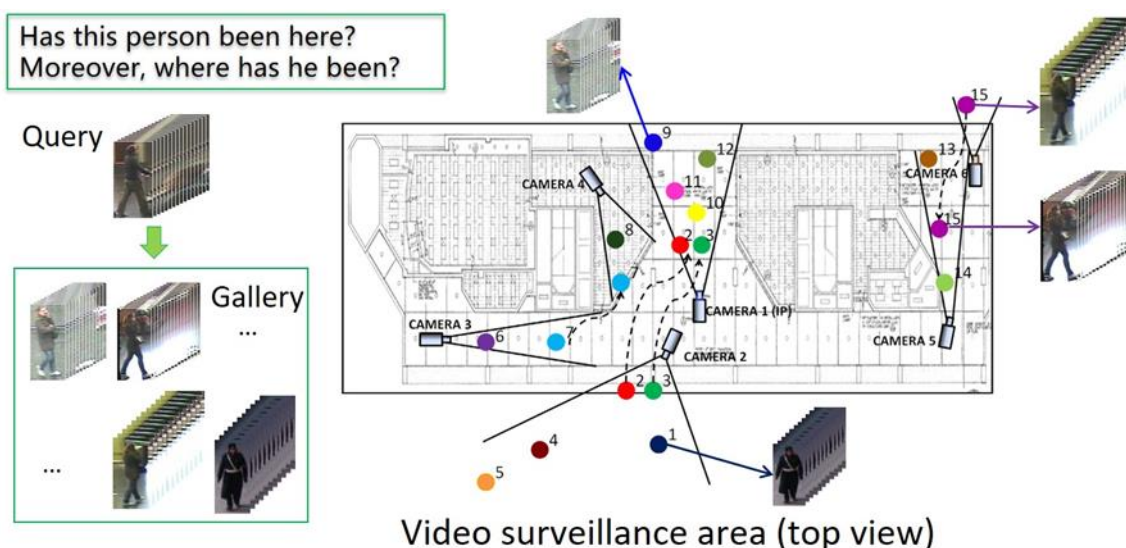 Has this person been here?
Moreover, where has he been?
Query
Gallery
...
...
9
12
15
13
CAMERA 6
CAMERA 4
11
10
8
2
3
15
7
14
CAMERA 1 (IP)
CAMERA 3
6
7
CAMERA 2
CAMERA 5
2
3
1
4
5
Video surveillance area (top view)